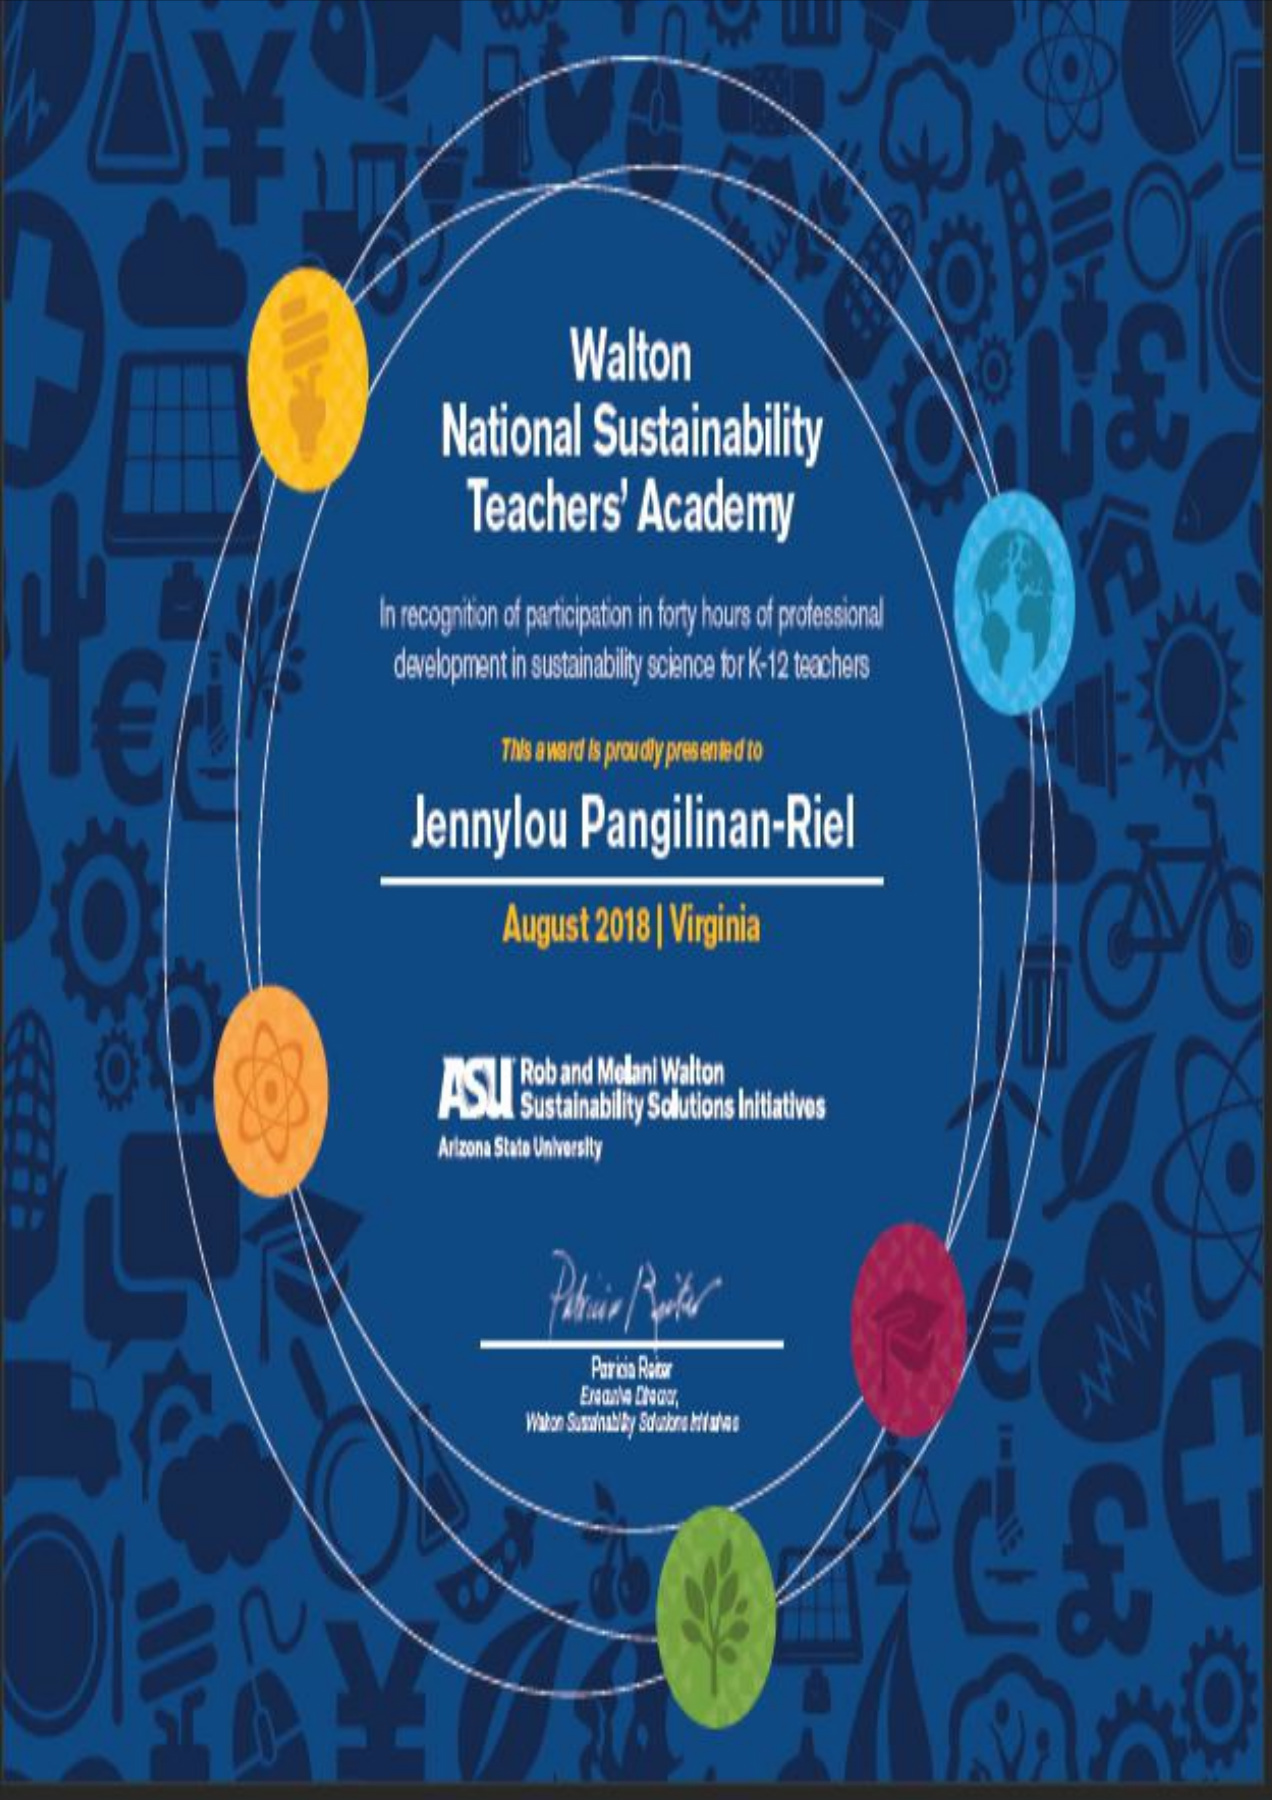 Walton
National Sustainability
Teachers' Academy
In recognition of participation in forty hours of professional
development in sustainability science for K-12 teachers
This award is proudly presented to
Jennylou Pangilinan-Riel
August 2018 | Virginia
ASU Rob and Melani Walton
Sustainability Solutions Initiatives
Arizona State University
Patricia Reiter
Patricia Reiter
Executive Director,
Walton Sustainability Solutions Initiatives